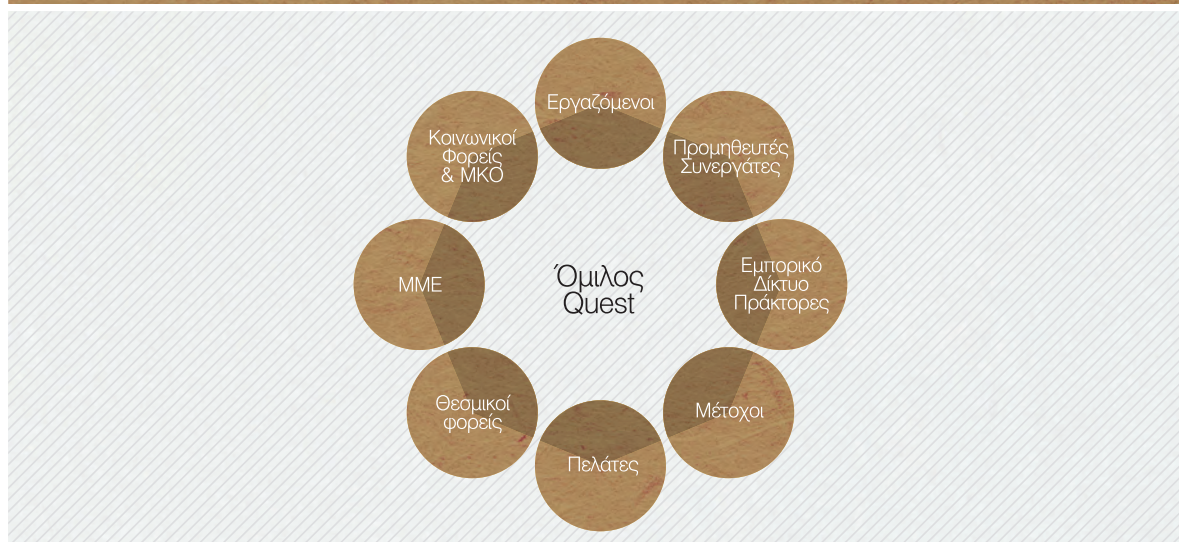 Εργαζόμενοι
Προμηθευτές
Συνεργάτες
Εμπορικό
Δίκτυο
Πράκτορες
Μέτοχοι
Πελάτες
Θεσμικοί
φορείς
ΜΜΕ
Κοινωνικοί
Φορείς
& ΜΚΟ
Όμιλος
Quest